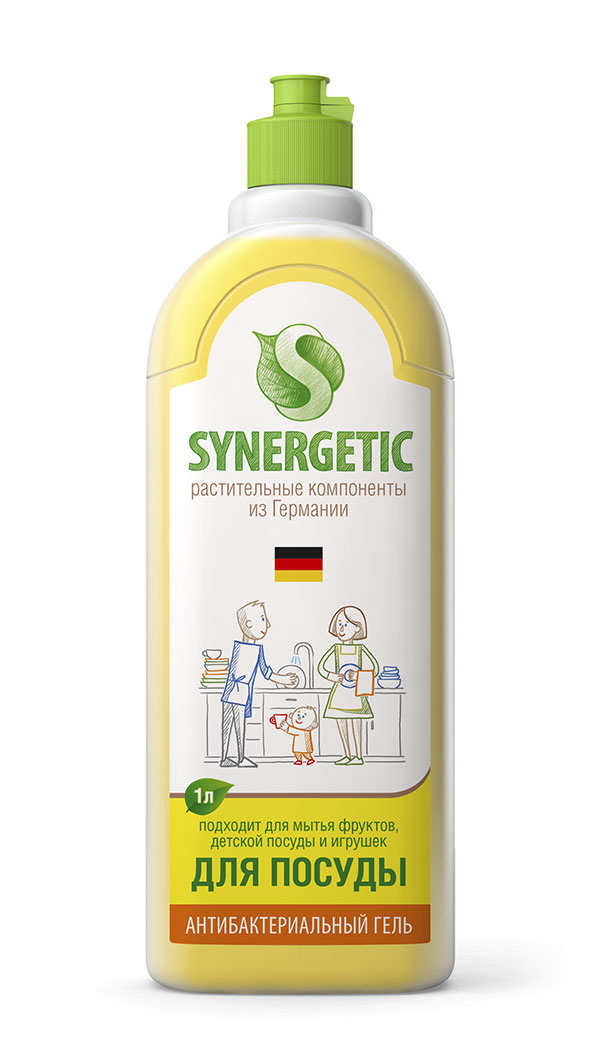 SYNERGETIC
растительные компоненты
из Германии
1л
подходит для мытья фруктов,
детской посуды и игрушек
ДЛЯ ПОСУДЫ
АНТИБАКТЕРИАЛЬНЫЙ ГЕЛЬ